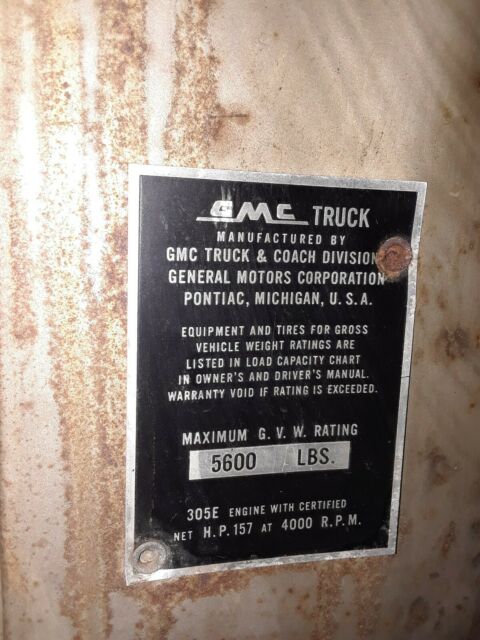 GMC TRUCK
MANUFACTURED BY
GMC TRUCK & COACH DIVISION
GENERAL MOTORS CORPORATION
PONTIAC, MICHIGAN, U.S.A.
EQUIPMENT AND TIRES FOR GROSS
VEHICLE WEIGHT RATINGS ARE
LISTED IN LOAD CAPACITY CHART
IN OWNER'S AND DRIVER'S MANUAL.
WARRANTY VOID IF RATING IS EXCEEDED.
MAXIMUM G. V. W. RATING
5600 LBS.
305E ENGINE WITH CERTIFIED
NET H.P. 157 AT 4000 R.P.M.